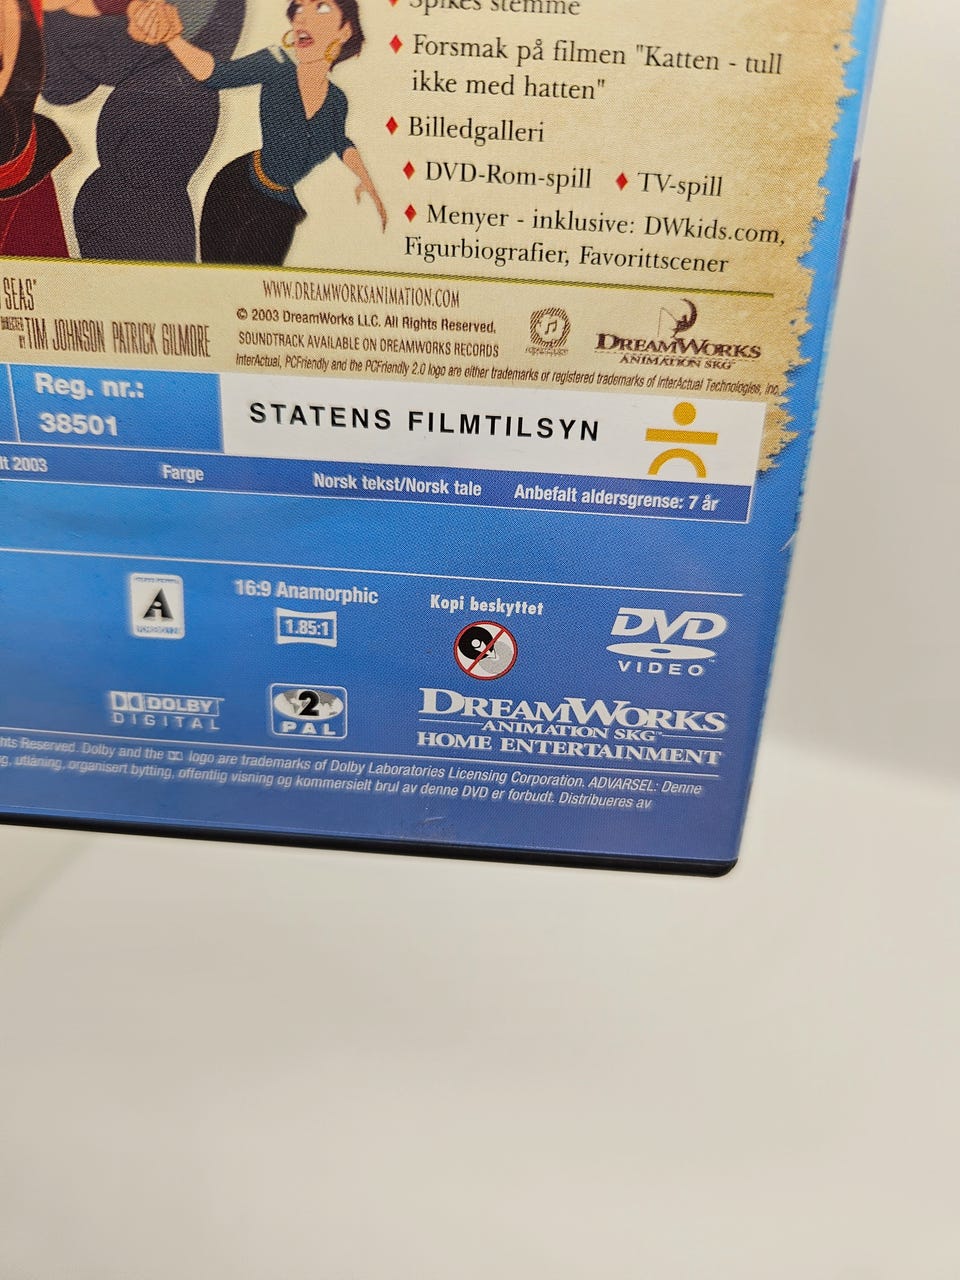 Spikes stemme
Forsmak på filmen "Katten - tull
ikke med hatten"
Billedgalleri
DVD-Rom-spill TV-spill
Menyer - inklusive: DWkids.com,
Figurbiografier, Favorittscener
SEAS"
WWW.DREAMWORKSANIMATION.COM
TIM JOHNSON PATRICK GILMORE
© 2003 DreamWorks LLC. All Rights Reserved.
SOUNDTRACK AVAILABLE ON DREAMWORKS RECORDS
InterActual, PCFriendly and the PCFriendly 2.0 logo are either trademarks or registered trademarks of InterActual Technologies, Inc.
DREAMWORKS
ANIMATION SKG
Reg. nr.:
38501
STATENS FILMTILSYN
2003 Farge Norsk tekst/Norsk tale Anbefalt aldersgrense: 7 år
A
16:9 Anamorphic
1.85:1
Kopi beskyttet
DVD
VIDEO
DOLBY
DIGITAL
2
PAL
DREAMWORKS
ANIMATION SKG
HOME ENTERTAINMENT
Reserved. Dolby and the logo are trademarks of Dolby Laboratories Licensing Corporation. ADVARSEL: Denne
utlåning, organisert bytting, offentlig visning og kommersielt brul av denne DVD er forbudt. Distribueres av